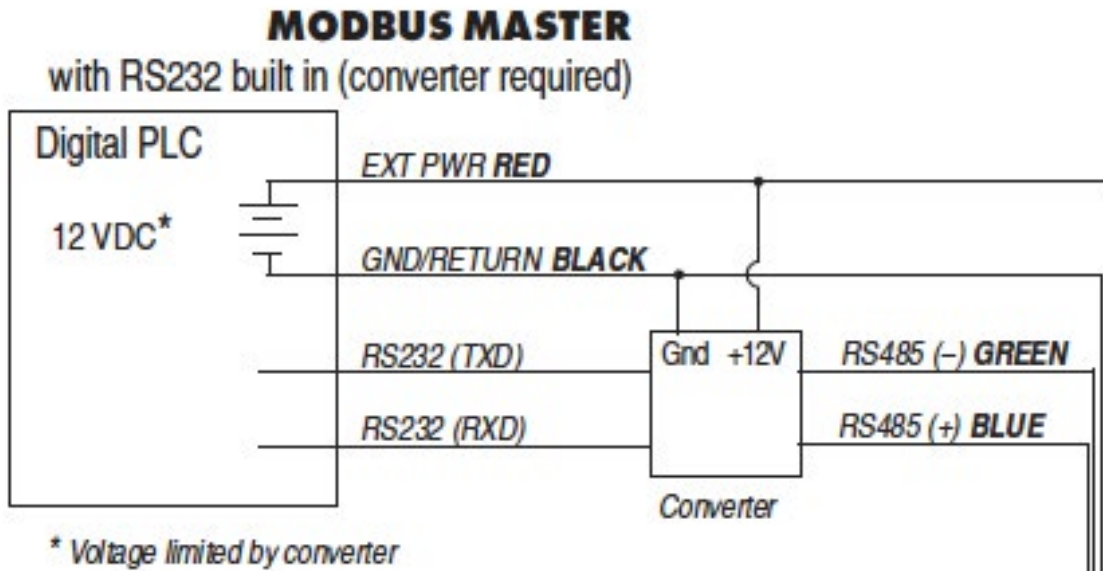 MODBUS MASTER
with RS232 built in (converter required)
Digital PLC
12 VDC*
EXT PWR RED
GND/RETURN BLACK
RS232 (TXD)
RS232 (RXD)
Gnd +12V
RS485 (–) GREEN
RS485 (+) BLUE
Converter
* Voltage limited by converter